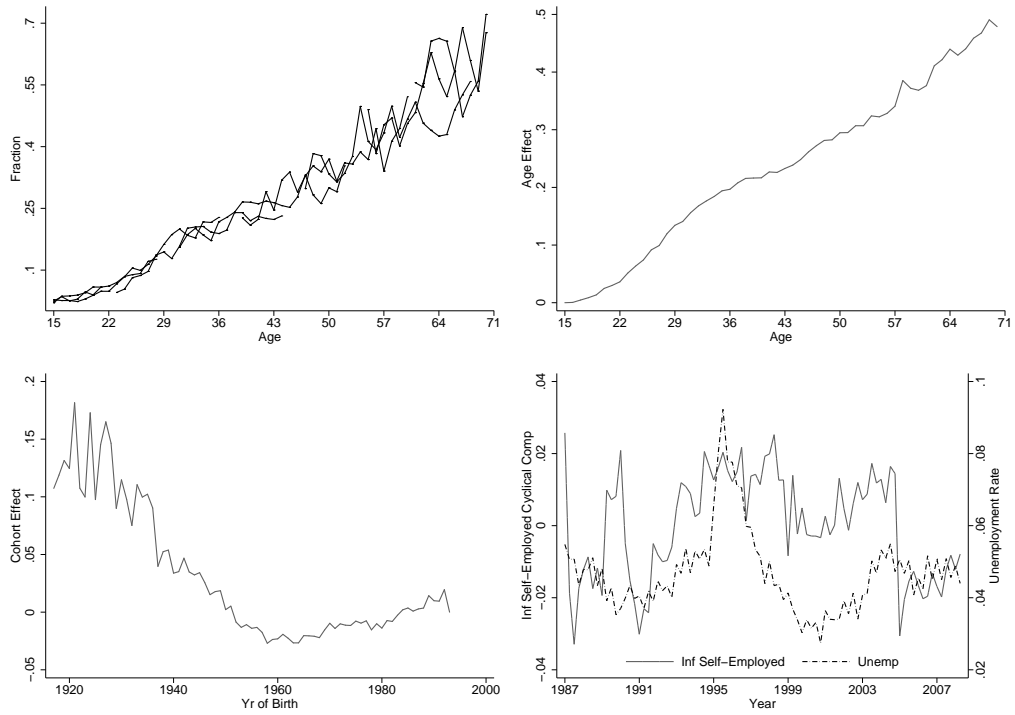 Fraction
.1 .25 .4 .55 .7
15 22 29 36 43 50 57 64 71
Age
Age Effect
0 .1 .2 .3 .4 .5
15 22 29 36 43 50 57 64 71
Age
Cohort Effect
−.05 0 .05 .1 .15 .2
1920 1940 1960 1980 2000
Yr of Birth
Inf Self−Employed Cyclical Comp
−.04 −.02 0 .02 .04
Unemployment Rate
.02 .04 .06 .08 .1
Inf Self−Employed Unemp
1987 1991 1995 1999 2003 2007
Year